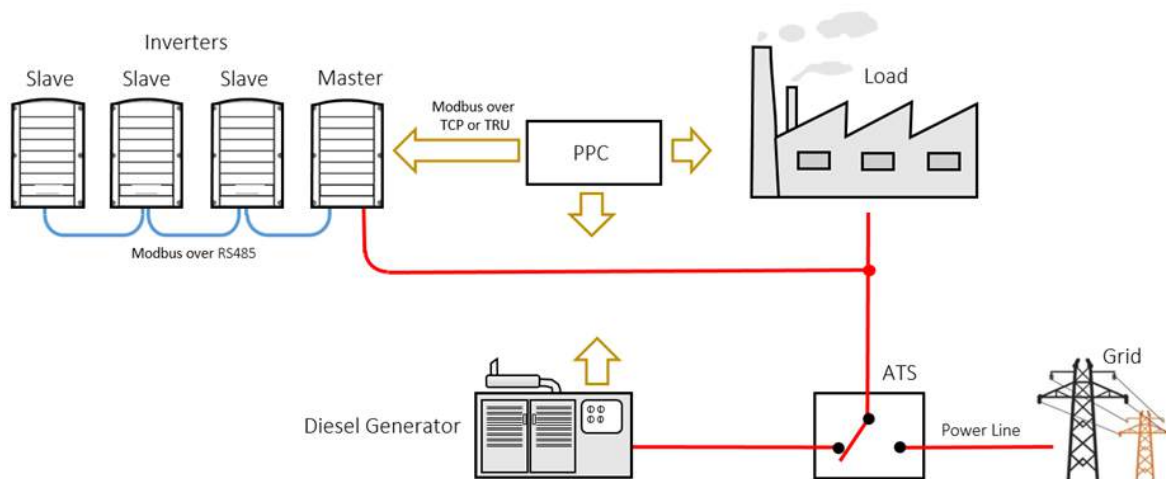 Inverters
Slave
Slave
Slave
Master
Modbus over
TCP or TRU
PPC
Load
Modbus over RS485
Diesel Generator
ATS
Power Line
Grid